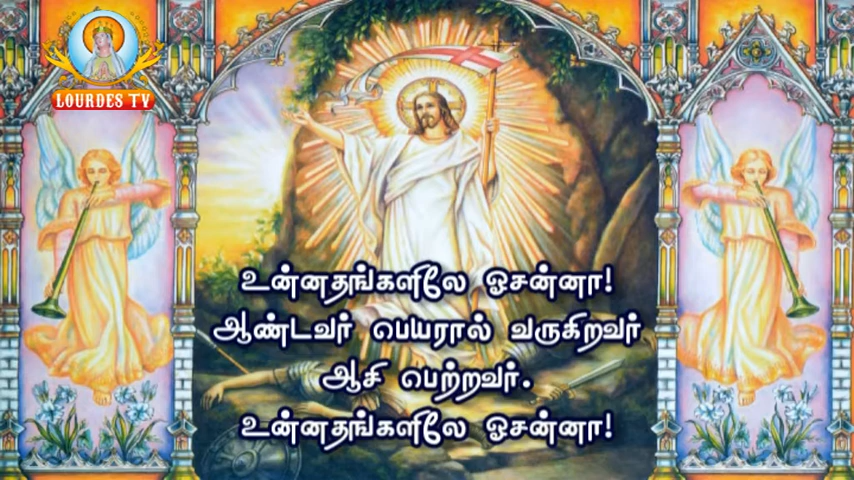 LOURDES TV
உன்னதங்களிலே ஓசன்னா!
ஆண்டவர் பெயரால் வருகிறவர்
ஆசி பெற்றவர்.
உன்னதங்களிலே ஓசன்னா!